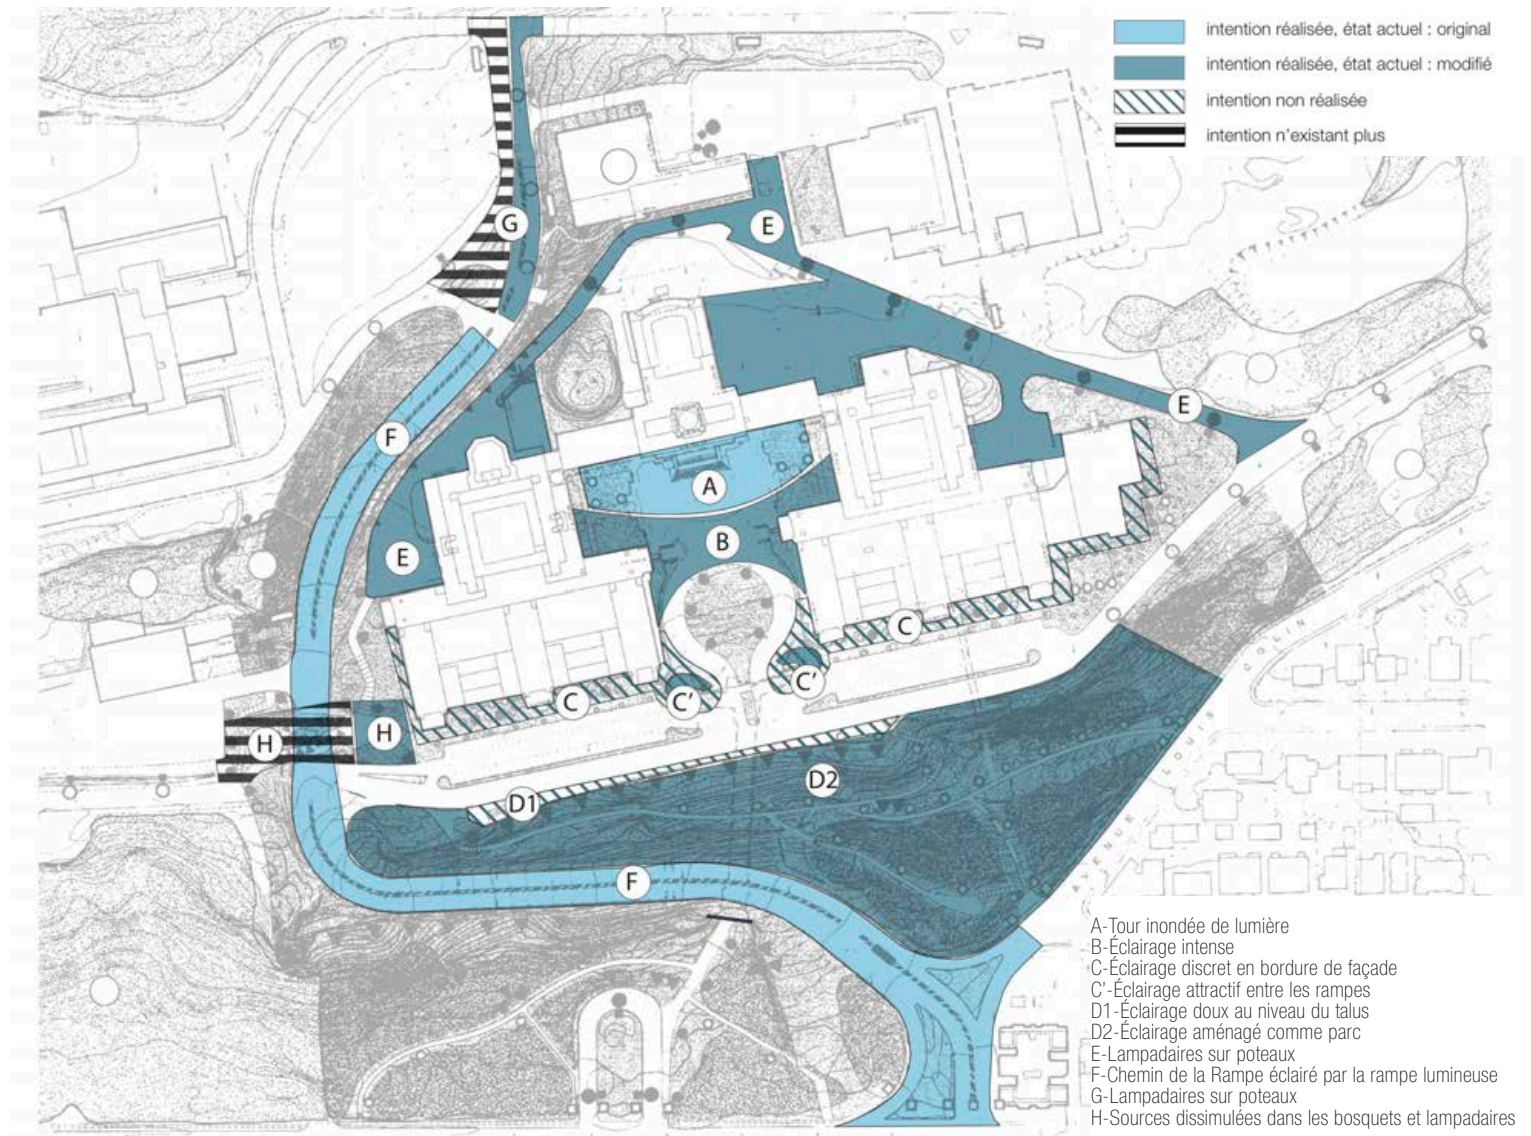 intention réalisée, état actuel : original
intention réalisée, état actuel : modifié
intention non réalisée
intention n'existant plus
G
E
E
F
A
B
E
C
C'
C'
C
H
H
D2
D1
F
AVENUE LOUIS COLIN
A-Tour inondée de lumière
B-Éclairage intense
C-Éclairage discret en bordure de façade
C'-Éclairage attractif entre les rampes
D1-Éclairage doux au niveau du talus
D2-Éclairage aménagé comme parc
E-Lampadaires sur poteaux
F-Chemin de la Rampe éclairé par la rampe lumineuse
G-Lampadaires sur poteaux
H-Sources dissimulées dans les bosquets et lampadaires